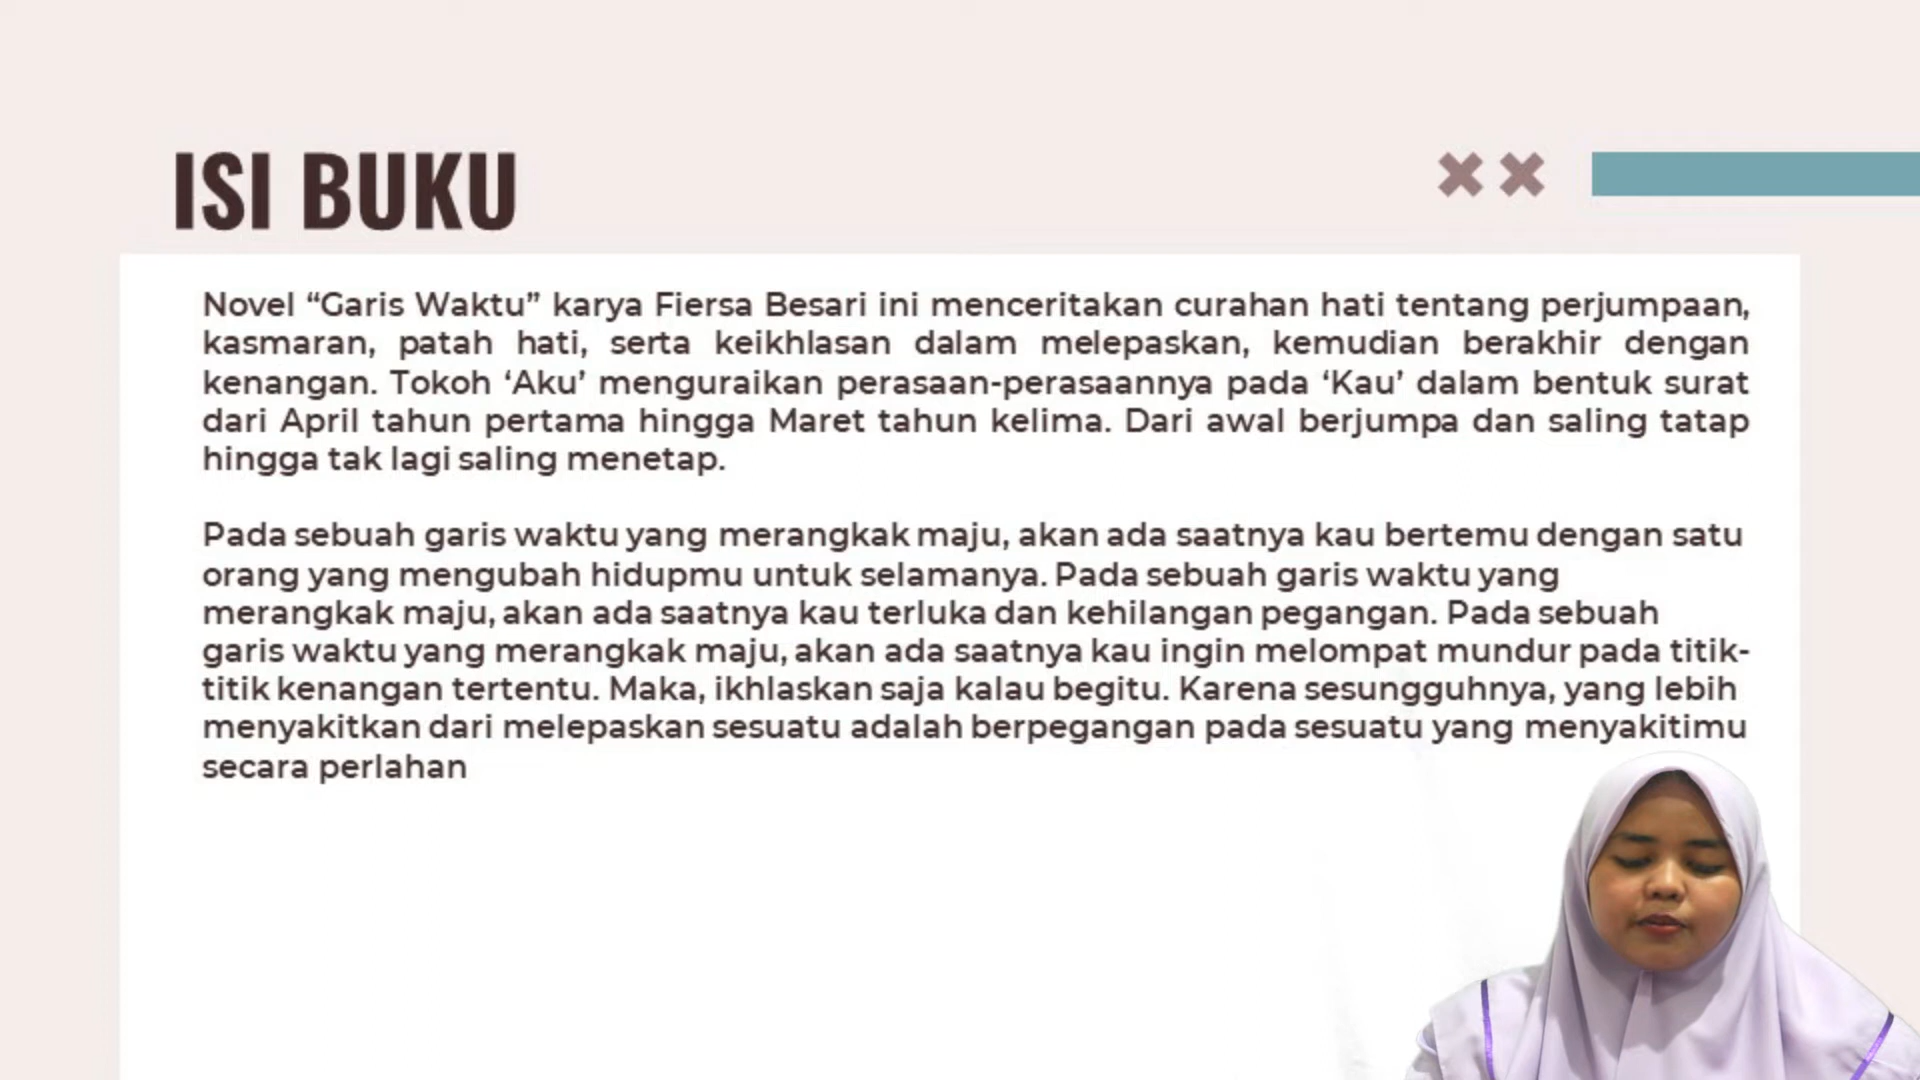 ISI BUKU
Novel “Garis Waktu” karya Fiersa Besari ini menceritakan curahan hati tentang perjumpaan,
kasmaran, patah hati, serta keikhlasan dalam melepaskan, kemudian berakhir dengan
kenangan. Tokoh ‘Aku’ menguraikan perasaan-perasaannya pada ‘Kau’ dalam bentuk surat
dari April tahun pertama hingga Maret tahun kelima. Dari awal berjumpa dan saling tatap
hingga tak lagi saling menetap.
Pada sebuah garis waktu yang merangkak maju, akan ada saatnya kau bertemu dengan satu
orang yang mengubah hidupmu untuk selamanya. Pada sebuah garis waktu yang
merangkak maju, akan ada saatnya kau terluka dan kehilangan pegangan. Pada sebuah
garis waktu yang merangkak maju, akan ada saatnya kau ingin melompat mundur pada titik-
titik kenangan tertentu. Maka, ikhlaskan saja kalau begitu. Karena sesungguhnya, yang lebih
menyakitkan dari melepaskan sesuatu adalah berpegangan pada sesuatu yang menyakitimu
secara perlahan